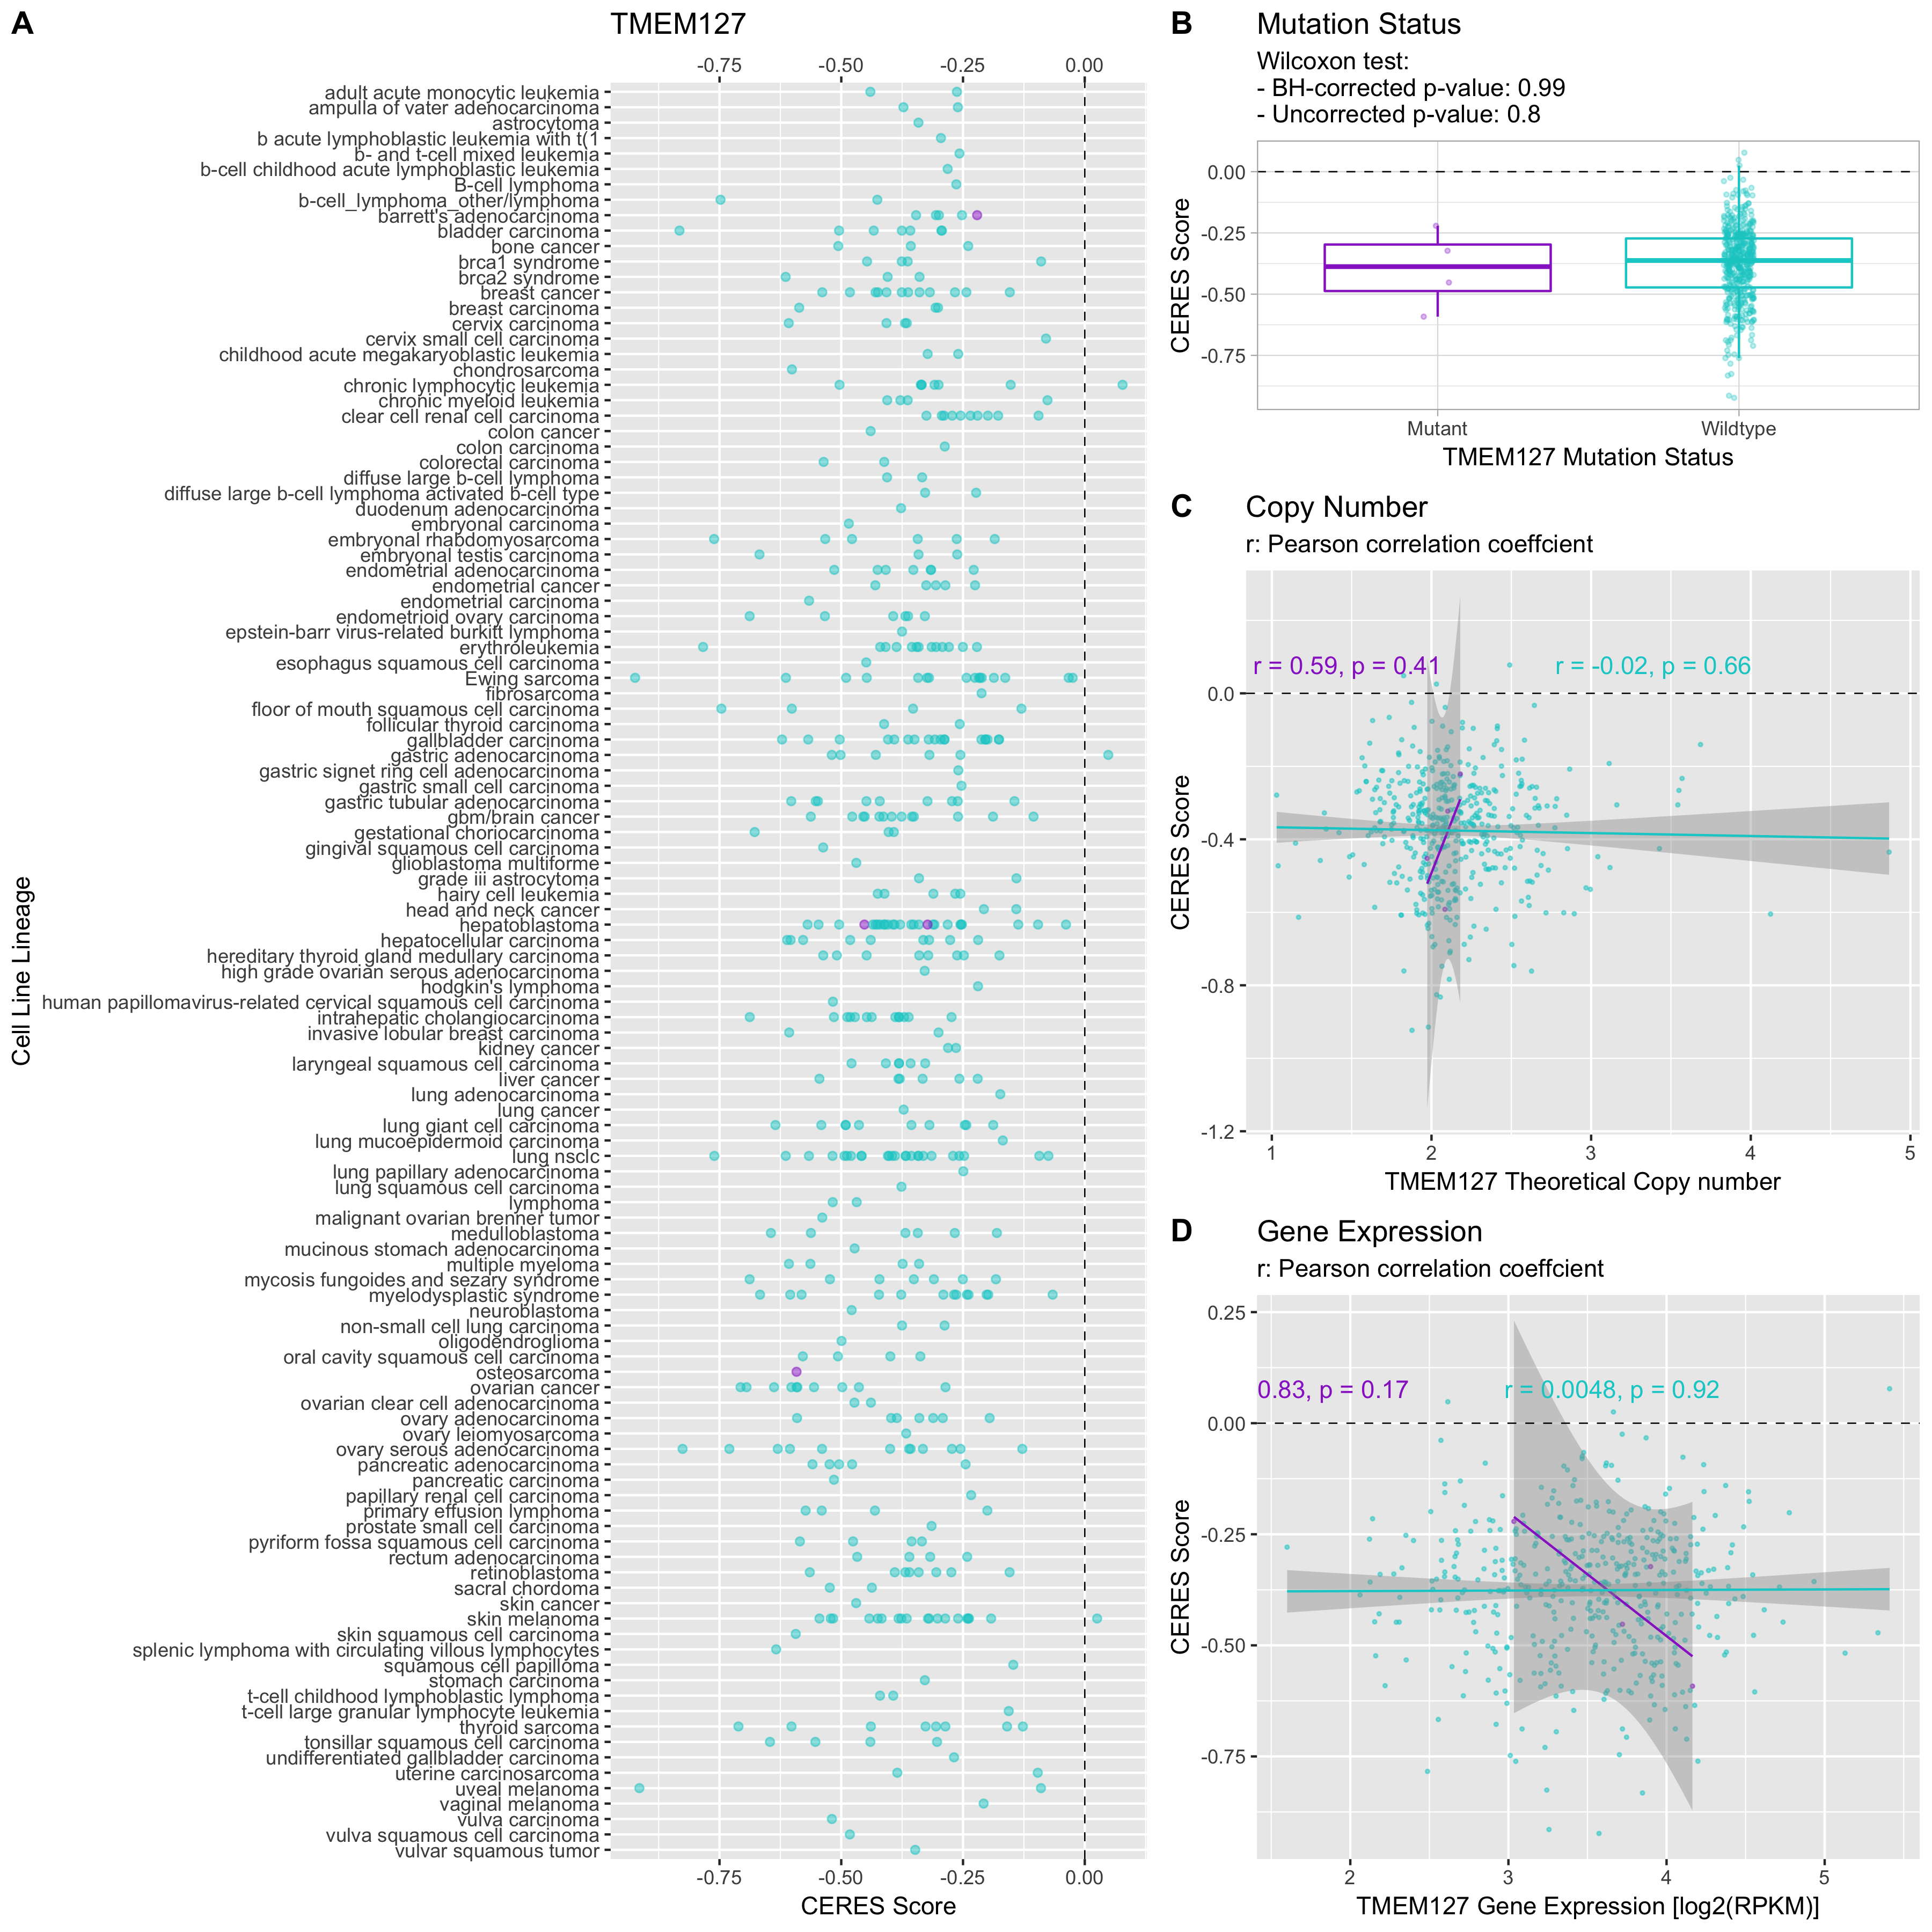 A
TMEM127
-0.75 -0.50 -0.25 0.00
Cell Line Lineage
adult acute monocytic leukemia
ampulla of vater adenocarcinoma
astrocytoma
b acute lymphoblastic leukemia with t(1
b- and t-cell mixed leukemia
b-cell childhood acute lymphoblastic leukemia
B-cell lymphoma
b-cell_lymphoma_other/lymphoma
barrett's adenocarcinoma
bladder carcinoma
bone cancer
brca1 syndrome
brca2 syndrome
breast cancer
breast carcinoma
cervix carcinoma
cervix small cell carcinoma
childhood acute megakaryoblastic leukemia
chondrosarcoma
chronic lymphocytic leukemia
chronic myeloid leukemia
clear cell renal cell carcinoma
colon cancer
colon carcinoma
colorectal carcinoma
diffuse large b-cell lymphoma
diffuse large b-cell lymphoma activated b-cell type
duodenum adenocarcinoma
embryonal carcinoma
embryonal rhabdomyosarcoma
embryonal testis carcinoma
endometrial adenocarcinoma
endometrial cancer
endometrial carcinoma
endometrioid ovary carcinoma
epstein-barr virus-related burkitt lymphoma
erythroleukemia
esophagus squamous cell carcinoma
Ewing sarcoma
fibrosarcoma
floor of mouth squamous cell carcinoma
follicular thyroid carcinoma
gallbladder carcinoma
gastric adenocarcinoma
gastric signet ring cell adenocarcinoma
gastric small cell carcinoma
gastric tubular adenocarcinoma
gbm/brain cancer
gestational choriocarcinoma
gingival squamous cell carcinoma
glioblastoma multiforme
grade iii astrocytoma
hairy cell leukemia
head and neck cancer
hepatoblastoma
hepatocellular carcinoma
hereditary thyroid gland medullary carcinoma
high grade ovarian serous adenocarcinoma
hodgkin's lymphoma
human papillomavirus-related cervical squamous cell carcinoma
intrahepatic cholangiocarcinoma
invasive lobular breast carcinoma
kidney cancer
laryngeal squamous cell carcinoma
liver cancer
lung adenocarcinoma
lung cancer
lung giant cell carcinoma
lung mucoepidermoid carcinoma
lung nsclc
lung papillary adenocarcinoma
lung squamous cell carcinoma
lymphoma
malignant ovarian brenner tumor
medulloblastoma
mucinous stomach adenocarcinoma
multiple myeloma
mycosis fungoides and sezary syndrome
myelodysplastic syndrome
neuroblastoma
non-small cell lung carcinoma
oligodendroglioma
oral cavity squamous cell carcinoma
osteosarcoma
ovarian cancer
ovarian clear cell adenocarcinoma
ovary adenocarcinoma
ovary leiomyosarcoma
ovary serous adenocarcinoma
pancreatic adenocarcinoma
pancreatic carcinoma
papillary renal cell carcinoma
primary effusion lymphoma
prostate small cell carcinoma
pyriform fossa squamous cell carcinoma
rectum adenocarcinoma
retinoblastoma
sacral chordoma
skin cancer
skin melanoma
skin squamous cell carcinoma
splenic lymphoma with circulating villous lymphocytes
squamous cell papilloma
stomach carcinoma
t-cell childhood lymphoblastic lymphoma
t-cell large granular lymphocyte leukemia
thyroid sarcoma
tonsillar squamous cell carcinoma
undifferentiated gallbladder carcinoma
uterine carcinosarcoma
uveal melanoma
vaginal melanoma
vulva carcinoma
vulva squamous cell carcinoma
vulvar squamous tumor
-0.75 -0.50 -0.25 0.00
CERES Score
B
Mutation Status
Wilcoxon test:
- BH-corrected p-value: 0.99
- Uncorrected p-value: 0.8
CERES Score
0.00
-0.25
-0.50
-0.75
Mutant Wildtype
TMEM127 Mutation Status
C
Copy Number
r: Pearson correlation coeffcient
r = 0.59, p = 0.41 r = -0.02, p = 0.66
CERES Score
0.0
-0.4
-0.8
-1.2
1 2 3 4 5
TMEM127 Theoretical Copy number
D
Gene Expression
r: Pearson correlation coeffcient
0.25
0.83, p = 0.17 r = 0.0048, p = 0.92
CERES Score
0.00
-0.25
-0.50
-0.75
2 3 4 5
TMEM127 Gene Expression [log2(RPKM)]